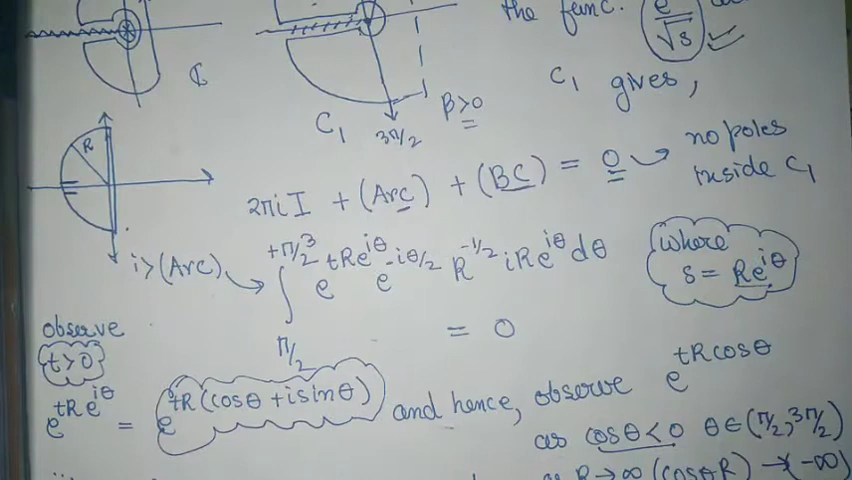 the func. e/√s
C₁ gives,
ℂ
C₁
3π/2
β>0
R
2πi I + (Arc) + (BC) = 0 → no poles inside C₁
i>(Arc) → ∫_{π/2}^{+π/2³} e^{tRe^{iθ}} e^{-iθ/2} R^{-1/2} iRe^{iθ} dθ
where
s = Re^{iθ}
= 0
observe
t>0
e^{tRe^{iθ}} = e^{tR(cosθ + isinθ)} and hence, observe e^{tRcosθ}
as cosθ < 0 θ∈(π/2, 3π/2)
as R→∞ (cosθR) → (-∞)